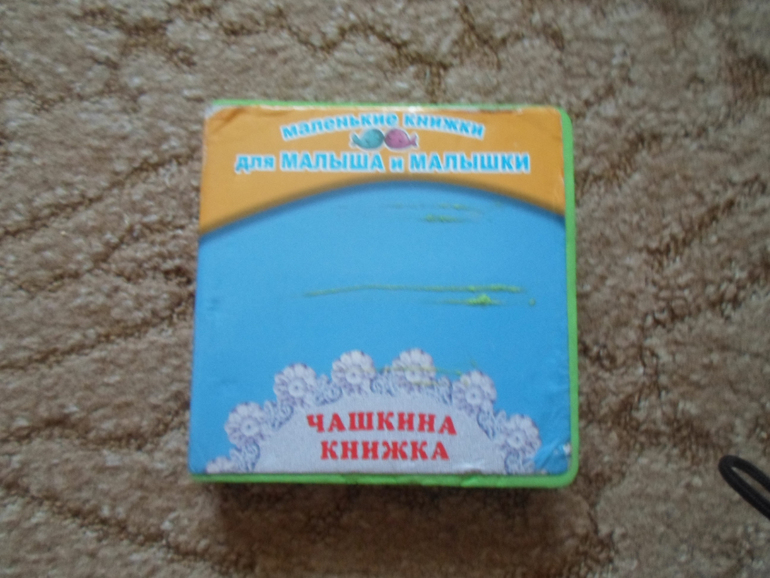 маленькие книжки
для МАЛЫША и МАЛЫШКИ
ЧАШКИНА
КНИЖКА